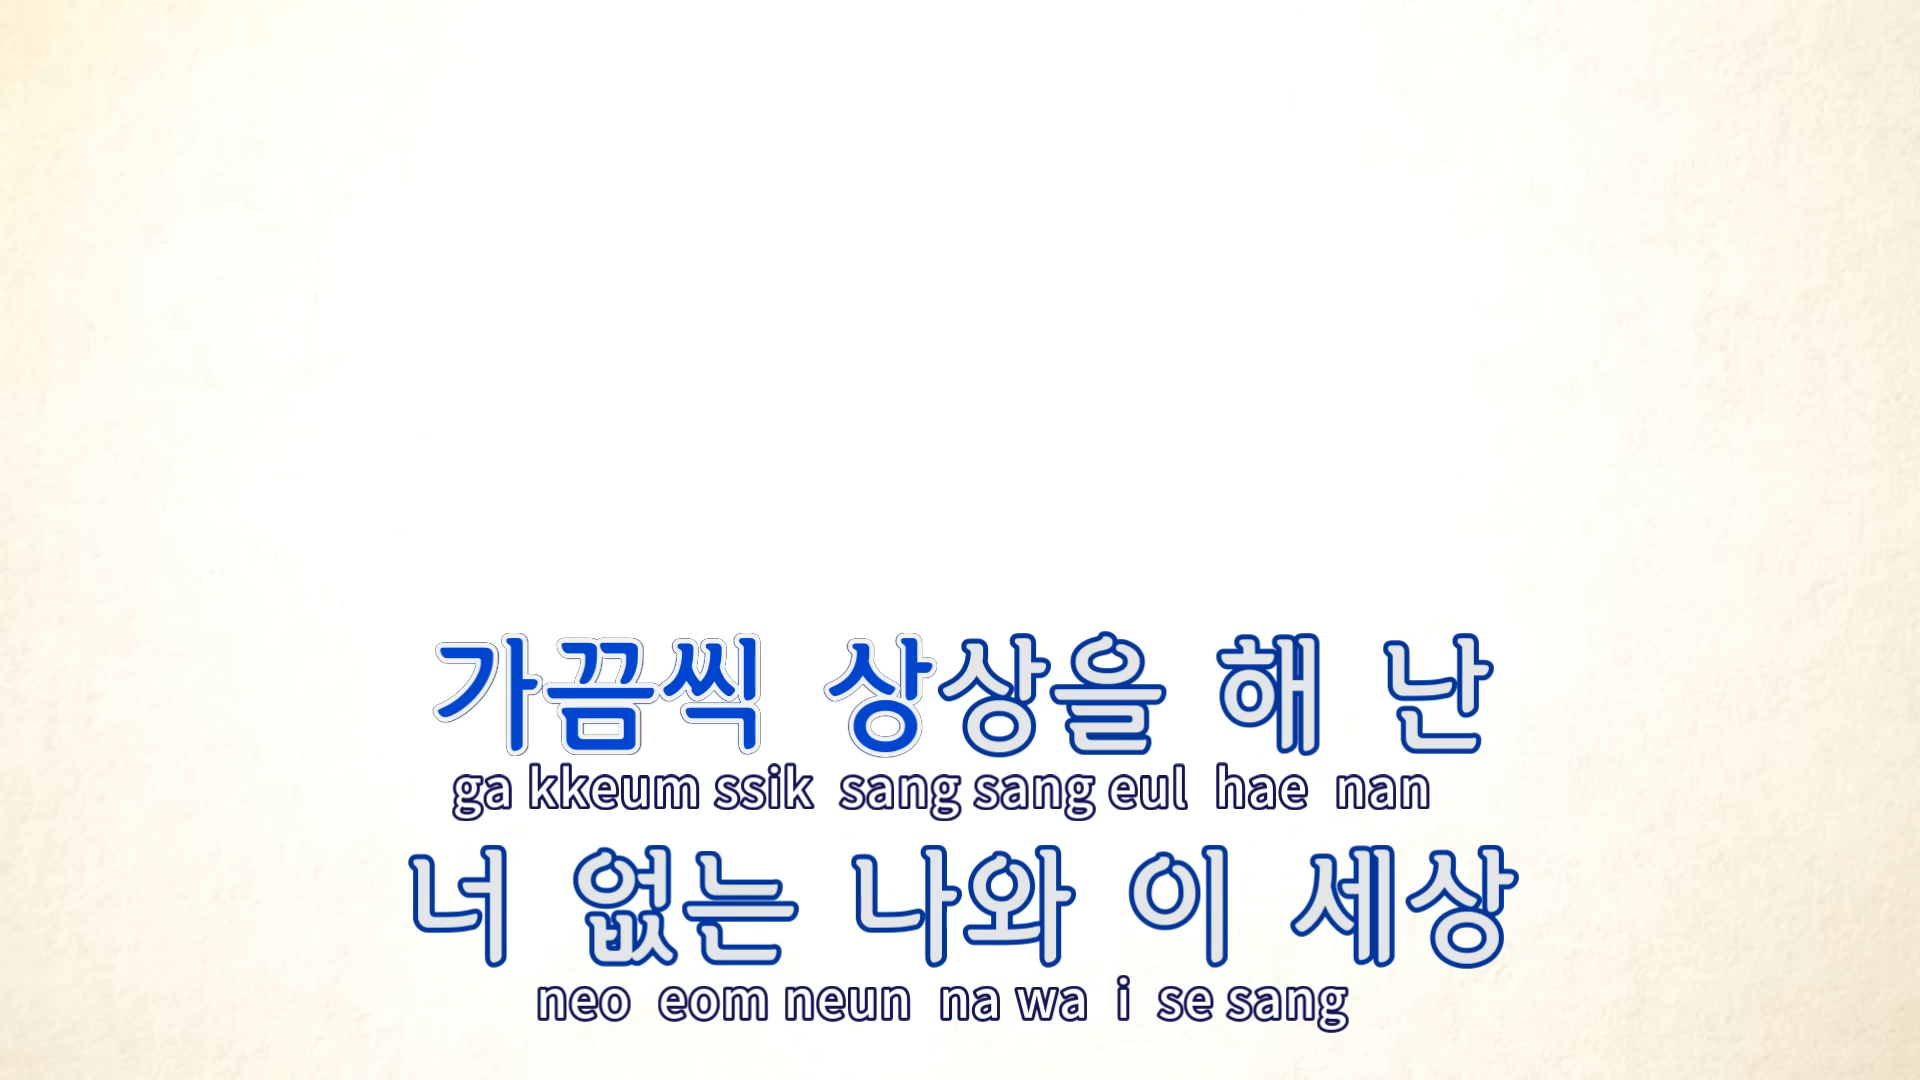 가끔씩 상상을 해 난
ga kkeum ssik sang sang eul hae nan
너 없는 나와 이 세상
neo eom neun na wa i se sang